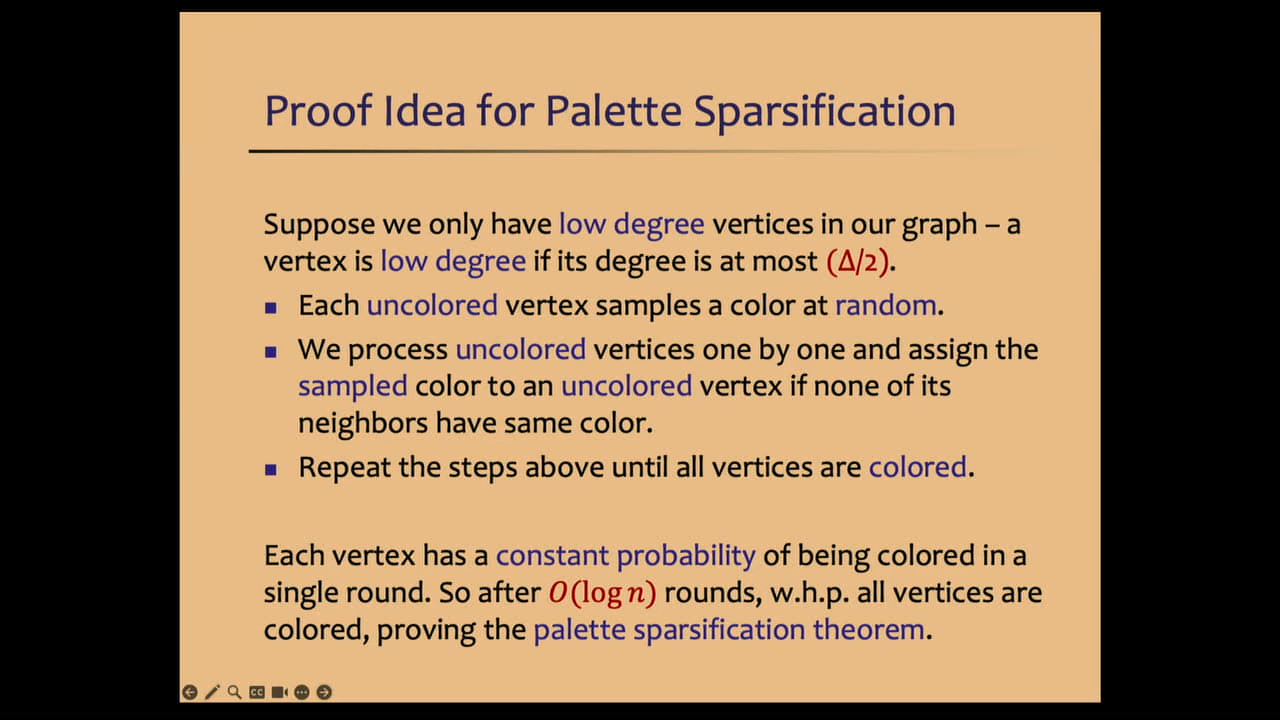 Proof Idea for Palette Sparsification
Suppose we only have low degree vertices in our graph – a
vertex is low degree if its degree is at most (Δ/2).
Each uncolored vertex samples a color at random.
We process uncolored vertices one by one and assign the
sampled color to an uncolored vertex if none of its
neighbors have same color.
Repeat the steps above until all vertices are colored.
Each vertex has a constant probability of being colored in a
single round. So after O(log n) rounds, w.h.p. all vertices are
colored, proving the palette sparsification theorem.
CC